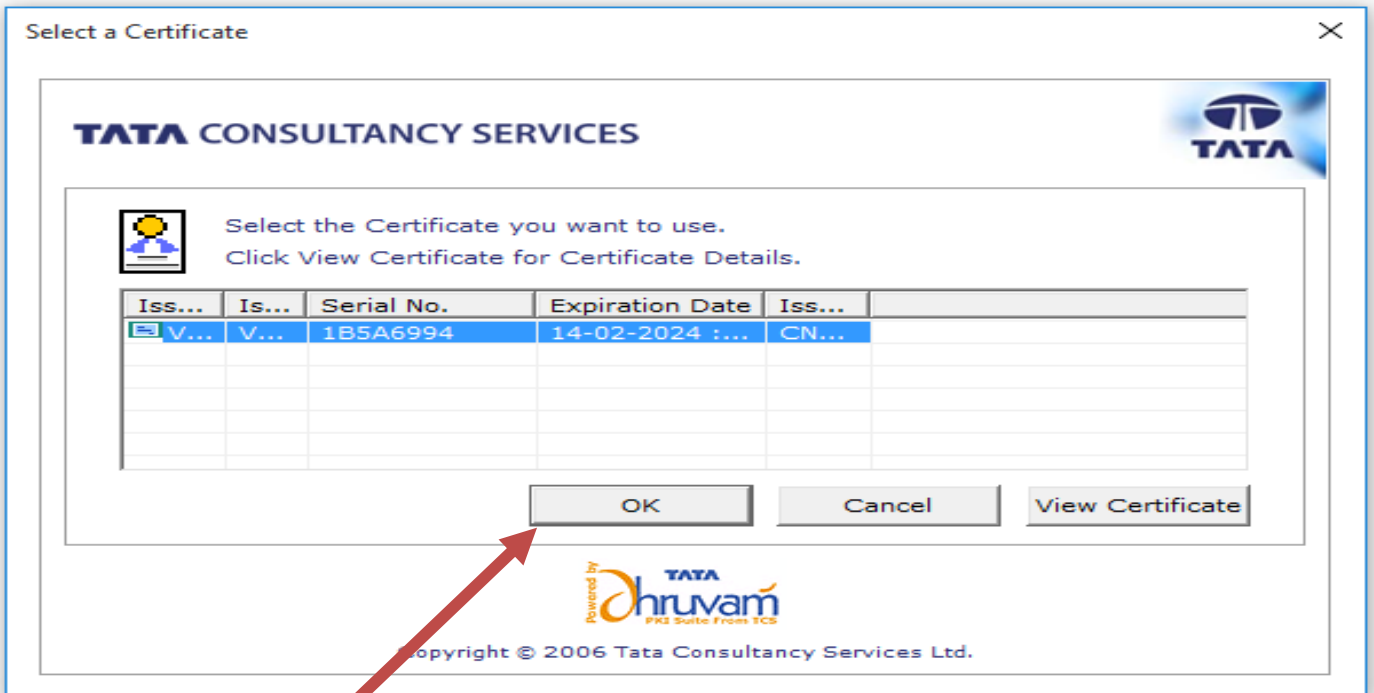 Select a Certificate
TATA CONSULTANCY SERVICES
TATA
Select the Certificate you want to use.
Click View Certificate for Certificate Details.
Iss... Is... Serial No. Expiration Date Iss...
V... V... 1B5A6994 14-02-2024 :... CN...
OK Cancel View Certificate
Powered by
TATA
Dhruvam
PKI Suite From TCS
Copyright © 2006 Tata Consultancy Services Ltd.